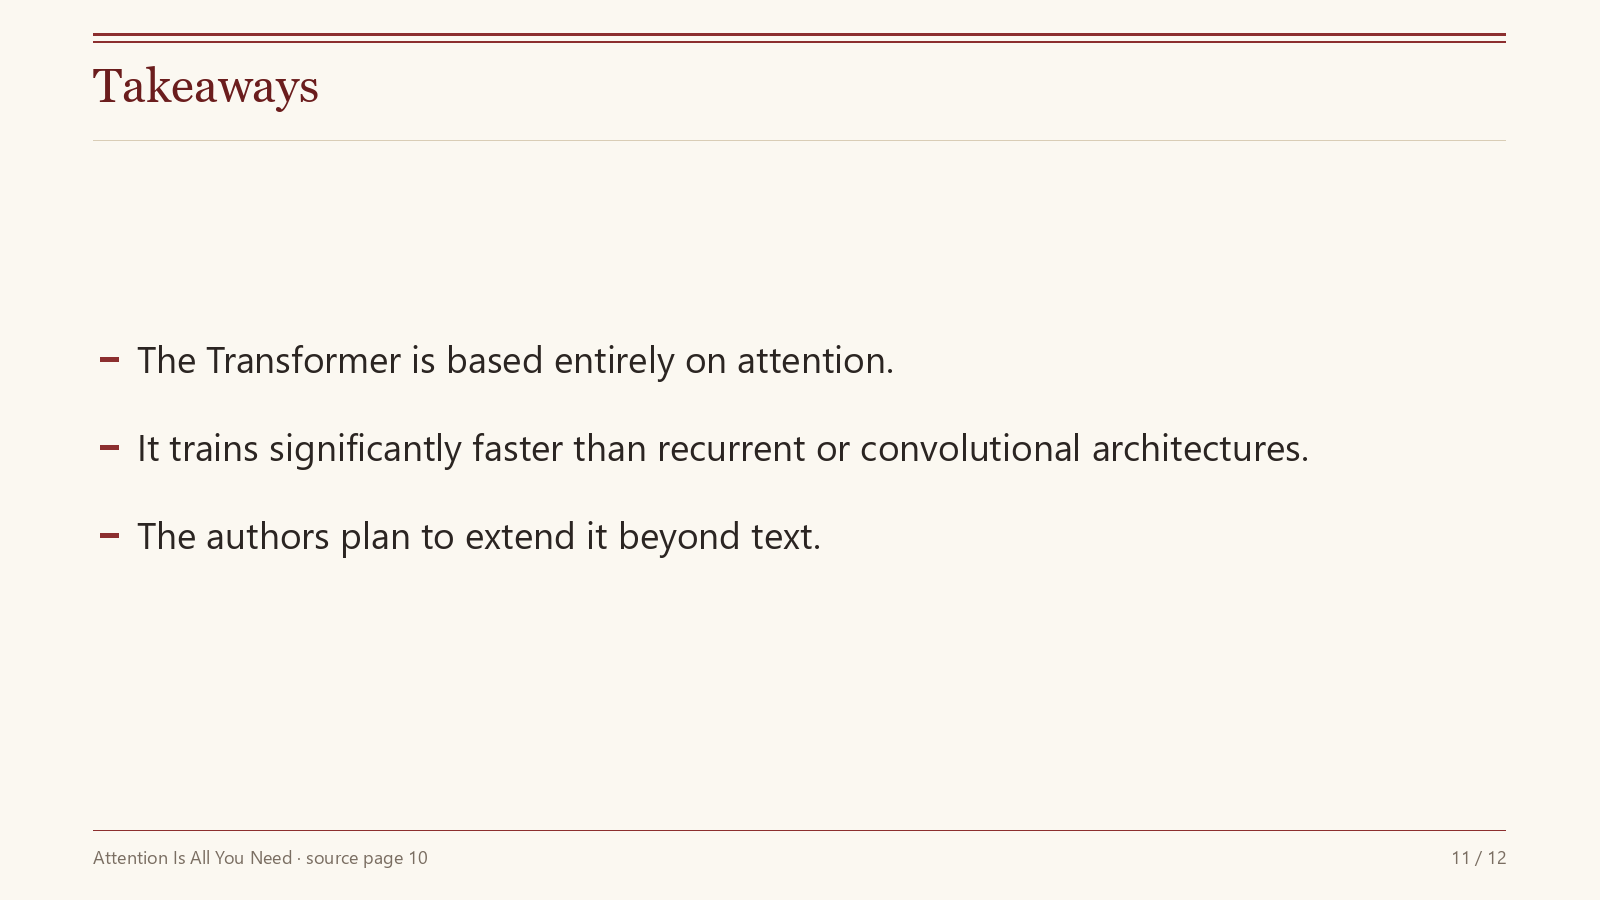 Takeaways
The Transformer is based entirely on attention.
It trains significantly faster than recurrent or convolutional architectures.
The authors plan to extend it beyond text.
Attention Is All You Need · source page 10
11 / 12